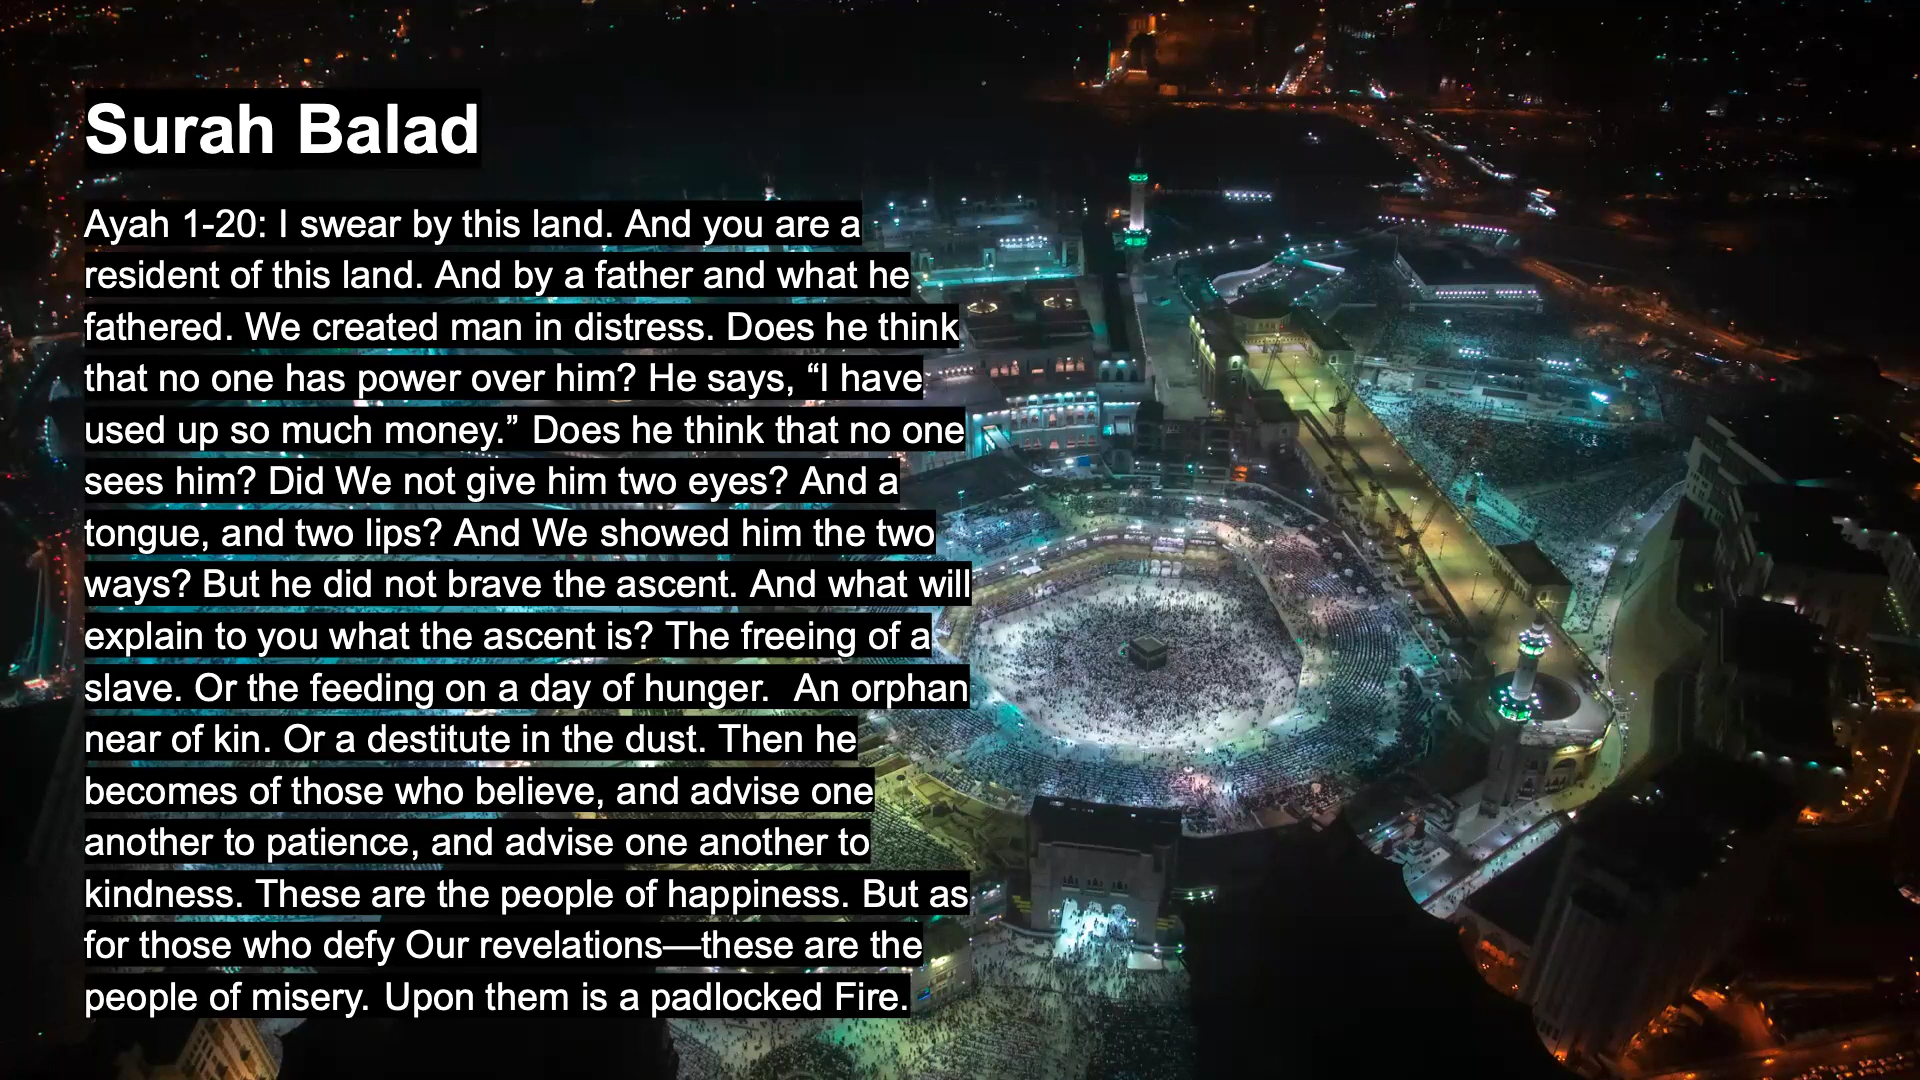 Surah Balad
Ayah 1-20: I swear by this land. And you are a
resident of this land. And by a father and what he
fathered. We created man in distress. Does he think
that no one has power over him? He says, “I have
used up so much money.” Does he think that no one
sees him? Did We not give him two eyes? And a
tongue, and two lips? And We showed him the two
ways? But he did not brave the ascent. And what will
explain to you what the ascent is? The freeing of a
slave. Or the feeding on a day of hunger.  An orphan
near of kin. Or a destitute in the dust. Then he
becomes of those who believe, and advise one
another to patience, and advise one another to
kindness. These are the people of happiness. But as
for those who defy Our revelations—these are the
people of misery. Upon them is a padlocked Fire.